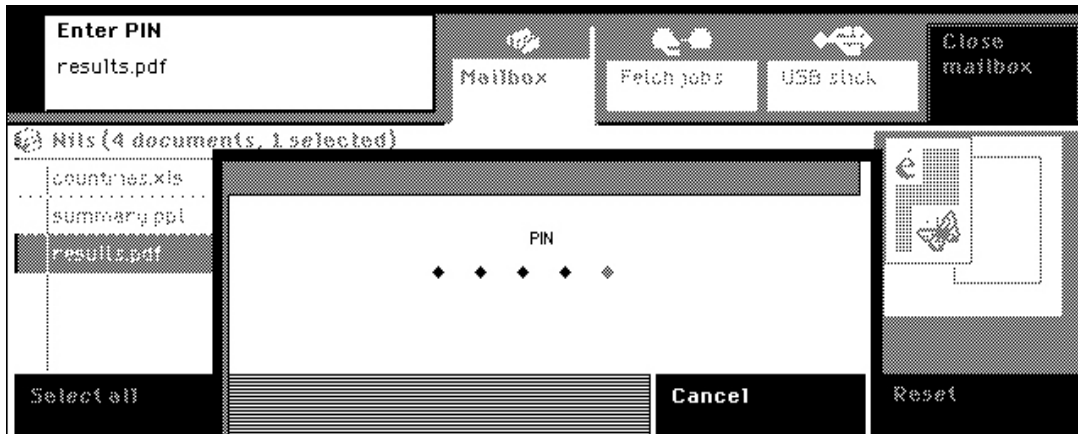 Enter PIN
results.pdf
Mailbox
Fetch jobs
USB stick
Close
mailbox
Nils (4 documents, 1 selected)
countries.xls
summary.ppt
results.pdf
PIN
Select all
Cancel
Reset